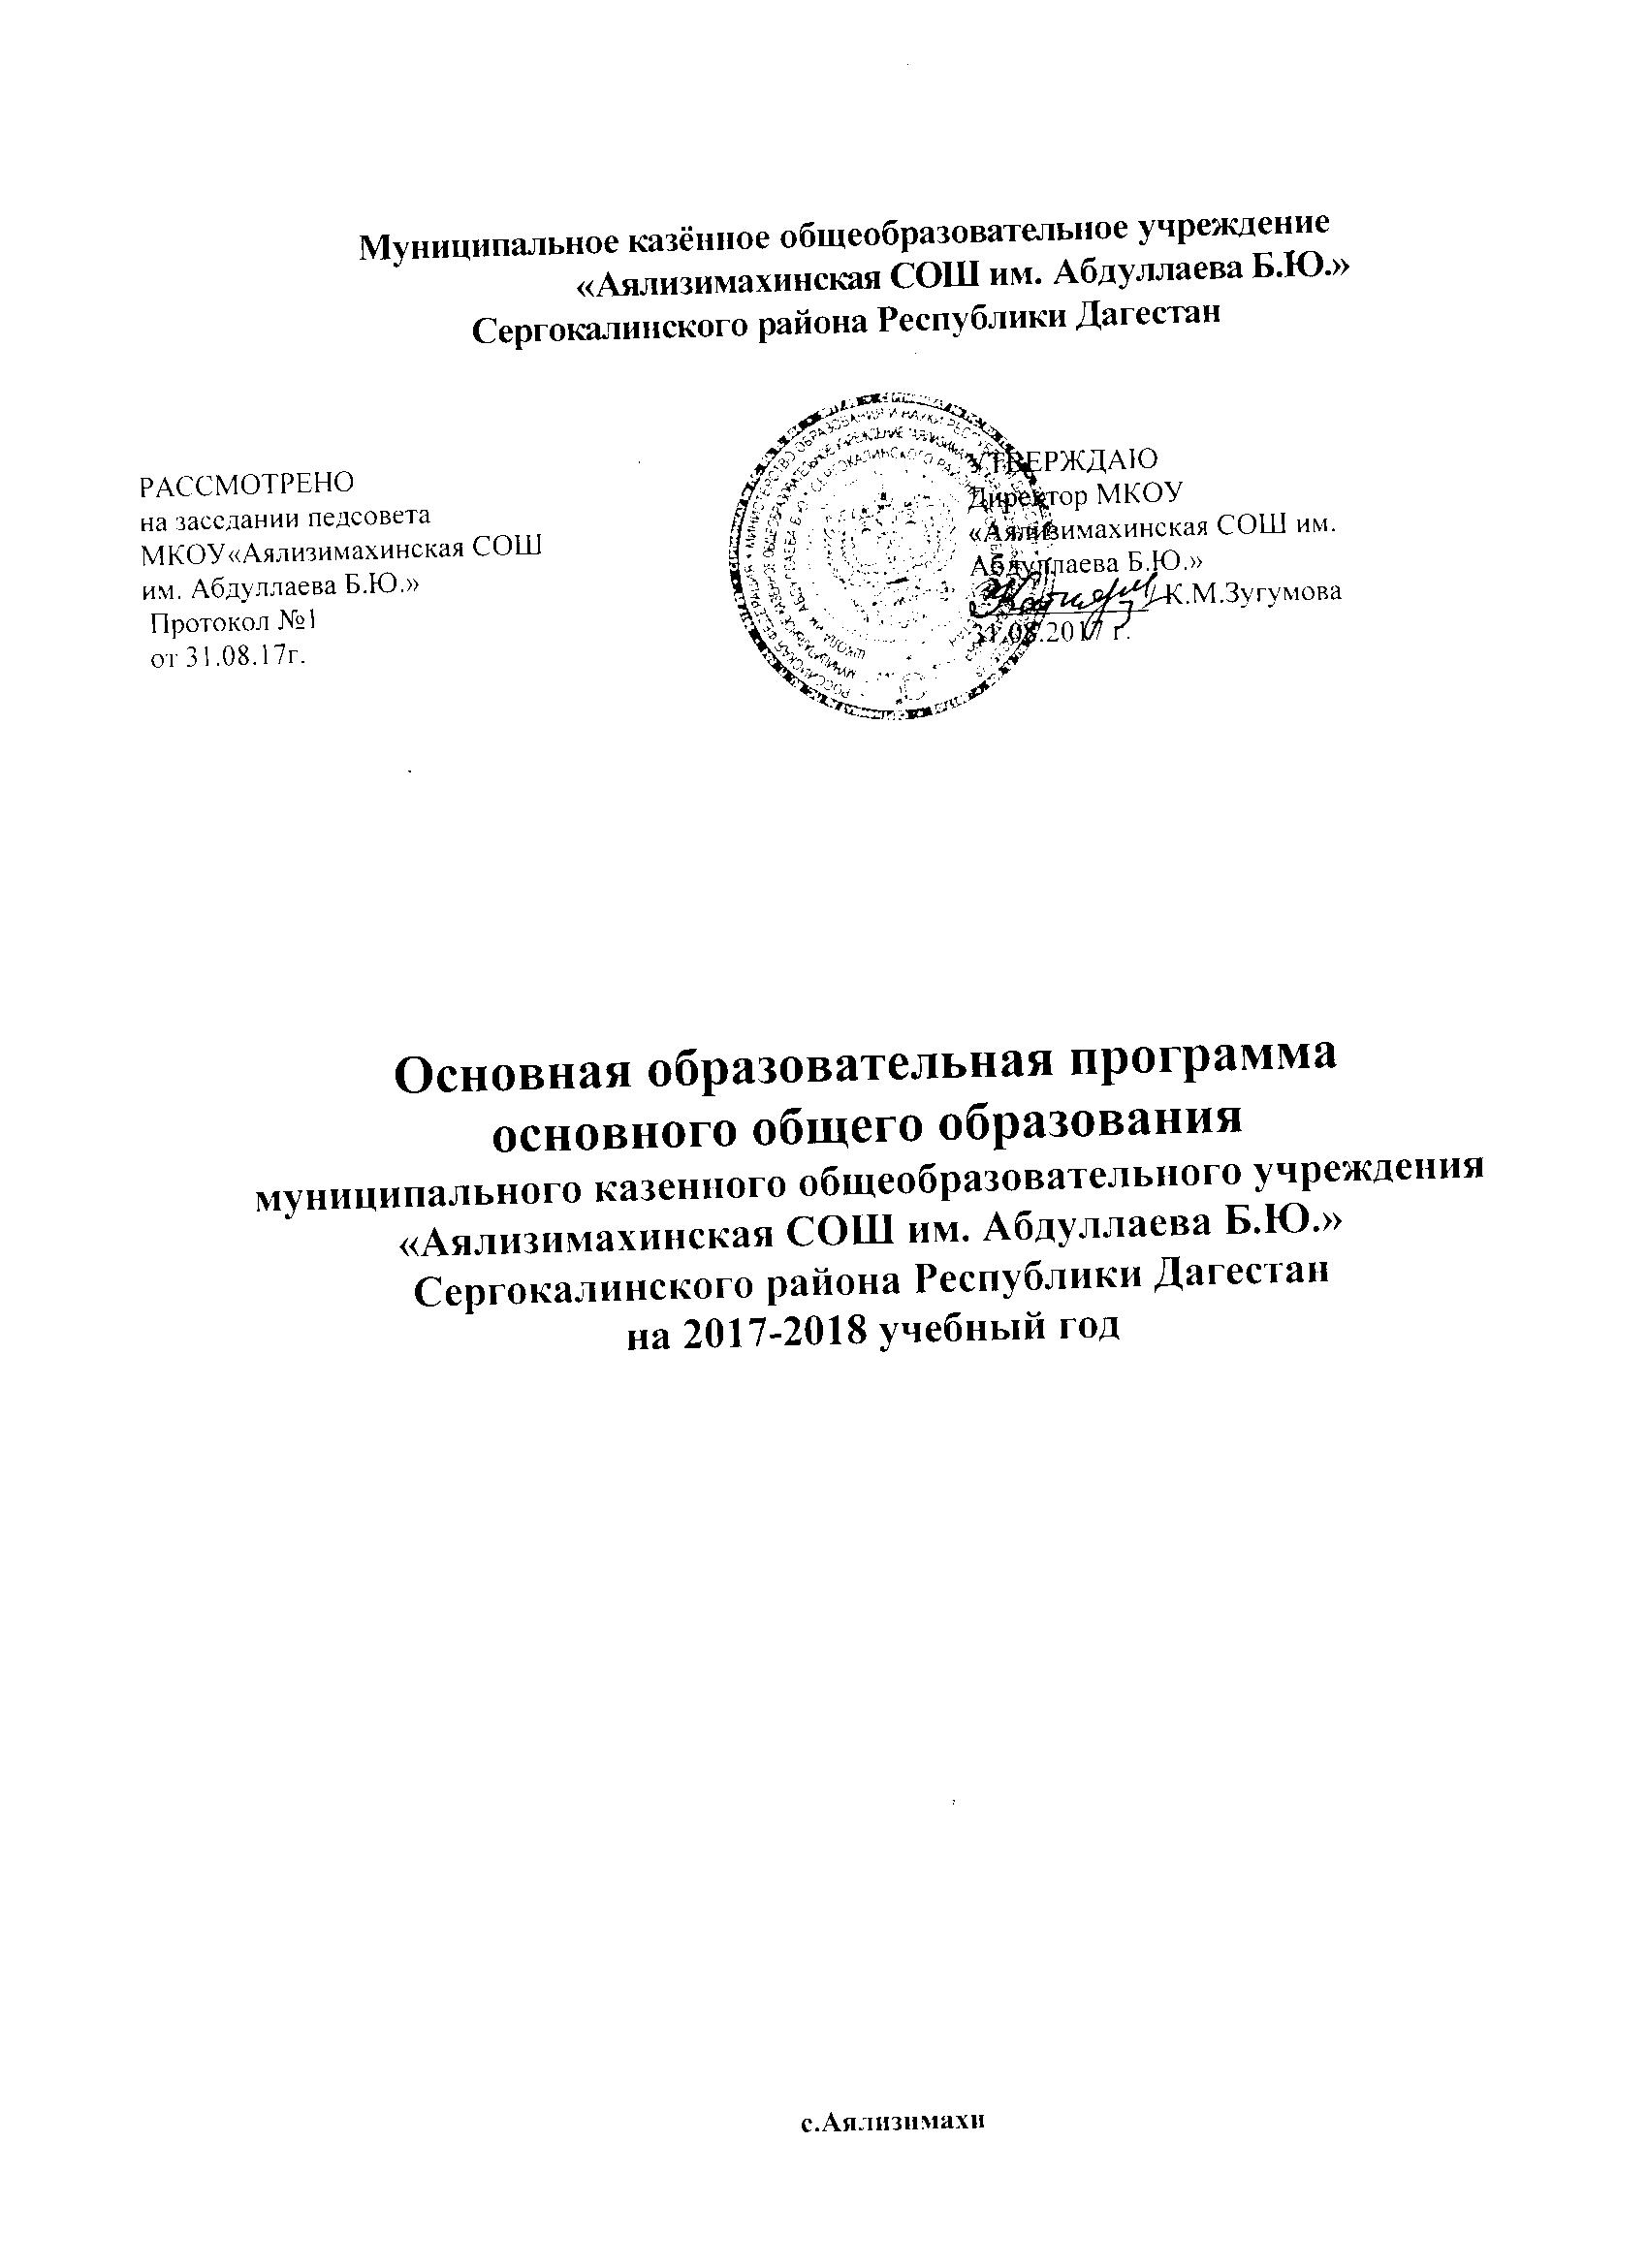 Муниципальное казённое общеобразовательное учреждение
«Аялизимахинская СОШ им. Абдуллаева Б.Ю.»
Сергокалинского района Республики Дагестан
РАССМОТРЕНО
на заседании педсовета
МКОУ«Аялизимахинская СОШ
им. Абдуллаева Б.Ю.»
Протокол №1
от 31.08.17г.
УТВЕРЖДАЮ
Директор МКОУ
«Аялизимахинская СОШ им.
Абдуллаева Б.Ю.»
К.М.Зугумова
31.08.2017 г.
Основная образовательная программа
основного общего образования
муниципального казенного общеобразовательного учреждения
«Аялизимахинская СОШ им. Абдуллаева Б.Ю.»
Сергокалинского района Республики Дагестан
на 2017-2018 учебный год
с.Аялизимахи